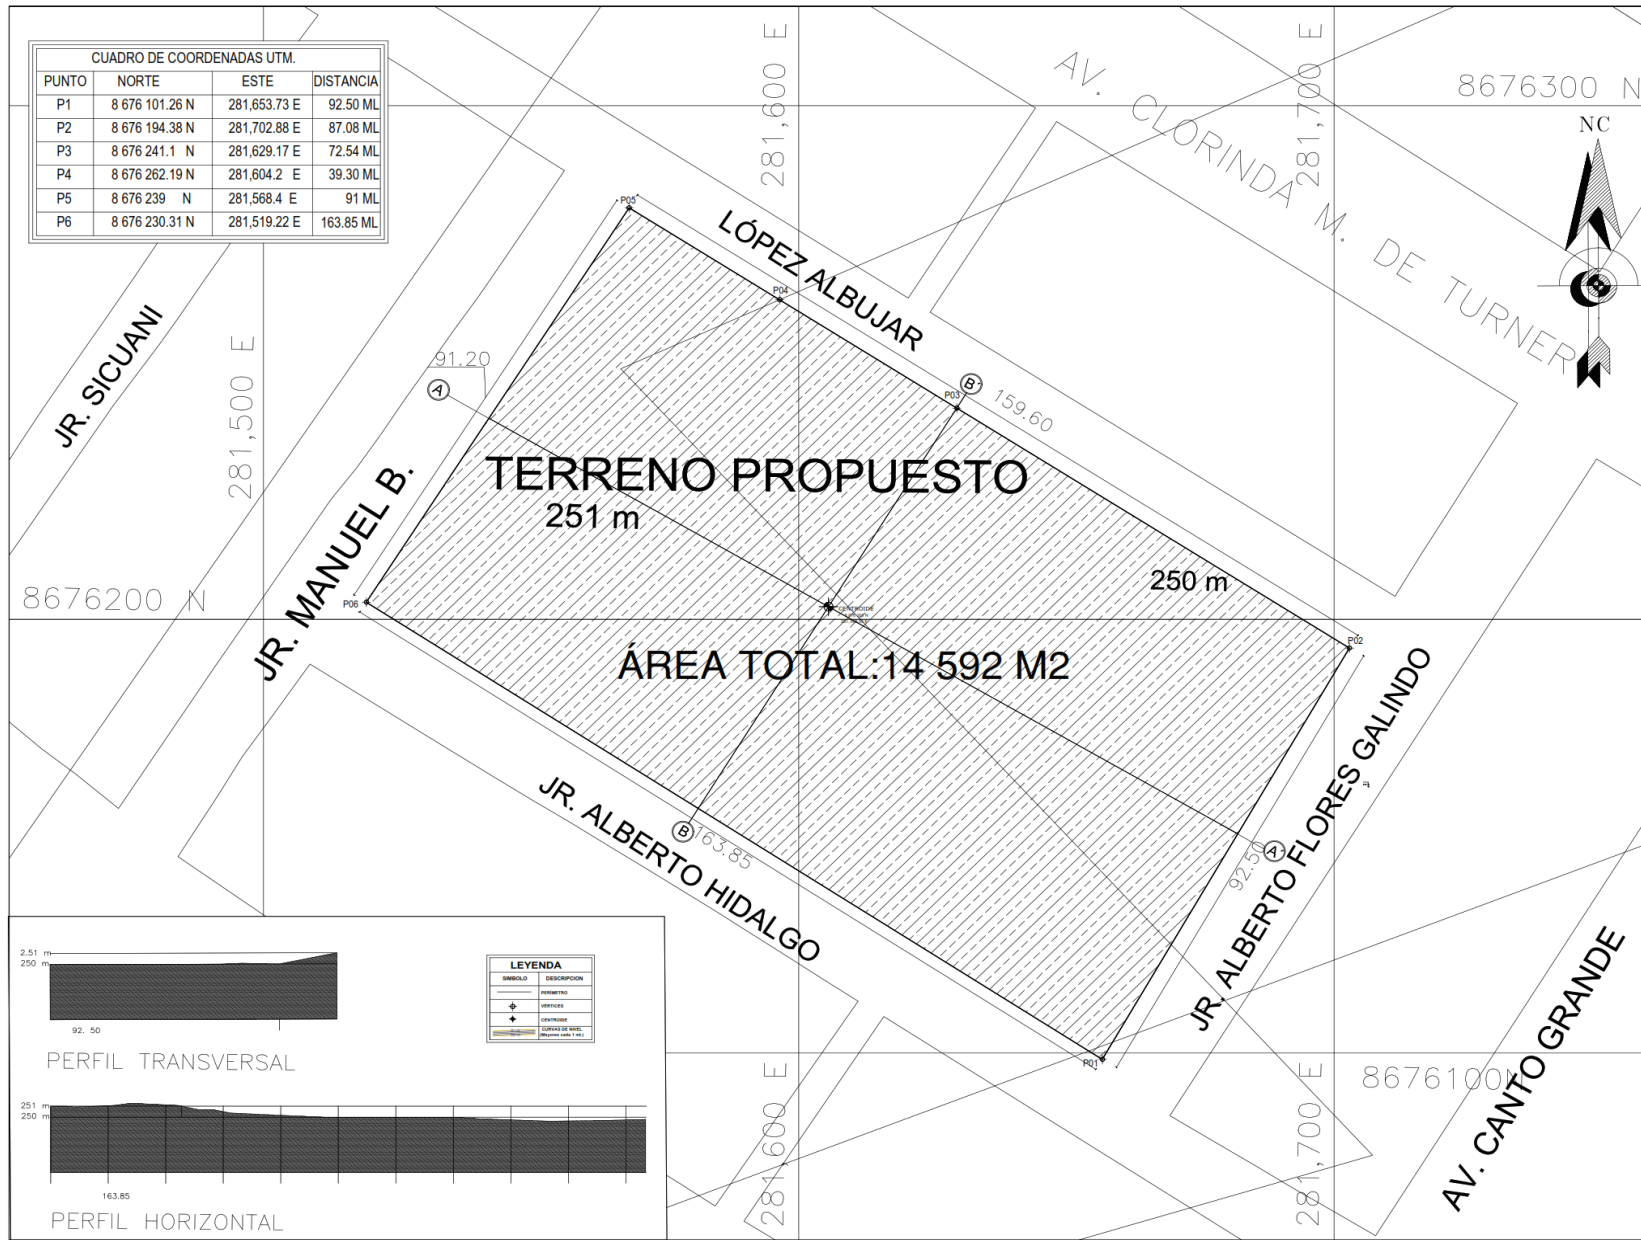 CUADRO DE COORDENADAS UTM.
PUNTO NORTE ESTE DISTANCIA
P1 8 676 101.26 N 281,653.73 E 92.50 ML
P2 8 676 194.38 N 281,702.88 E 87.08 ML
P3 8 676 241.1 N 281,629.17 E 72.54 ML
P4 8 676 262.19 N 281,604.2 E 39.30 ML
P5 8 676 239 N 281,568.4 E 91 ML
P6 8 676 230.31 N 281,519.22 E 163.85 ML
281,600 E
281,700 E
8676300 N
NC
AV. CLORINDA M. DE TURNER
P05
LÓPEZ ALBUJAR
P04
JR. SICUANI
281,500 E
91.20
A
B'
P03
159.60
TERRENO PROPUESTO
251 m
250 m
JR. MANUEL B.
8676200 N
P06
CENTROIDE
P02
ÁREA TOTAL:14 592 M2
JR. ALBERTO FLORES GALINDO
JR. ALBERTO HIDALGO
B
163.85
92.50
A'
P01
8676100N
281,600 E
281,700 E
AV. CANTO GRANDE
2.51 m
250 m
92. 50
PERFIL TRANSVERSAL
LEYENDA
SIMBOLO DESCRIPCION
PERÍMETRO
VÉRTICES
CENTROIDE
CURVAS DE NIVEL
(Mayores cada 1 mt.)
251 m
250 m
163.85
PERFIL HORIZONTAL